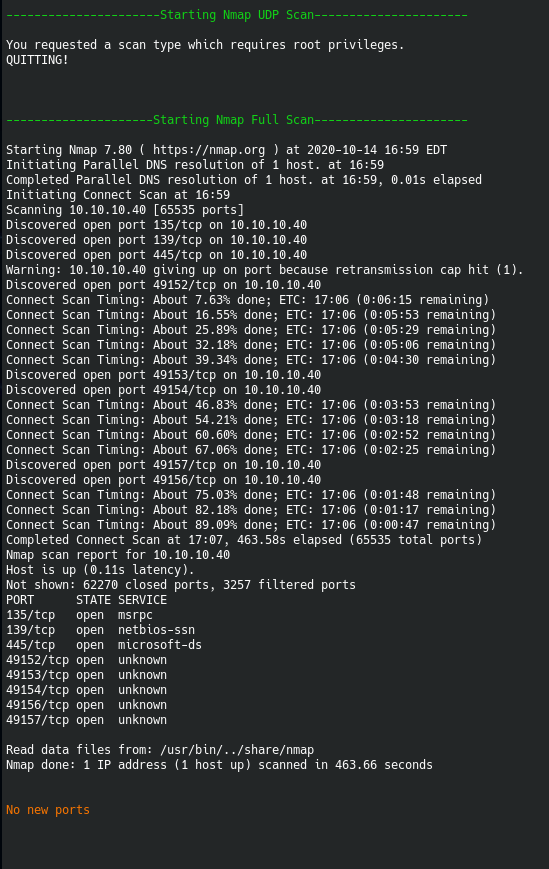 ----------------------Starting Nmap UDP Scan----------------------
You requested a scan type which requires root privileges.
QUITTING!
---------------------Starting Nmap Full Scan----------------------
Starting Nmap 7.80 ( https://nmap.org ) at 2020-10-14 16:59 EDT
Initiating Parallel DNS resolution of 1 host. at 16:59
Completed Parallel DNS resolution of 1 host. at 16:59, 0.01s elapsed
Initiating Connect Scan at 16:59
Scanning 10.10.10.40 [65535 ports]
Discovered open port 135/tcp on 10.10.10.40
Discovered open port 139/tcp on 10.10.10.40
Discovered open port 445/tcp on 10.10.10.40
Warning: 10.10.10.40 giving up on port because retransmission cap hit (1).
Discovered open port 49152/tcp on 10.10.10.40
Connect Scan Timing: About 7.63% done; ETC: 17:06 (0:06:15 remaining)
Connect Scan Timing: About 16.55% done; ETC: 17:06 (0:05:53 remaining)
Connect Scan Timing: About 25.89% done; ETC: 17:06 (0:05:29 remaining)
Connect Scan Timing: About 32.18% done; ETC: 17:06 (0:05:06 remaining)
Connect Scan Timing: About 39.34% done; ETC: 17:06 (0:04:30 remaining)
Discovered open port 49153/tcp on 10.10.10.40
Discovered open port 49154/tcp on 10.10.10.40
Connect Scan Timing: About 46.83% done; ETC: 17:06 (0:03:53 remaining)
Connect Scan Timing: About 54.21% done; ETC: 17:06 (0:03:18 remaining)
Connect Scan Timing: About 60.60% done; ETC: 17:06 (0:02:52 remaining)
Connect Scan Timing: About 67.06% done; ETC: 17:06 (0:02:25 remaining)
Discovered open port 49157/tcp on 10.10.10.40
Discovered open port 49156/tcp on 10.10.10.40
Connect Scan Timing: About 75.03% done; ETC: 17:06 (0:01:48 remaining)
Connect Scan Timing: About 82.18% done; ETC: 17:06 (0:01:17 remaining)
Connect Scan Timing: About 89.09% done; ETC: 17:06 (0:00:47 remaining)
Completed Connect Scan at 17:07, 463.58s elapsed (65535 total ports)
Nmap scan report for 10.10.10.40
Host is up (0.11s latency).
Not shown: 62270 closed ports, 3257 filtered ports
PORT      STATE SERVICE
135/tcp   open  msrpc
139/tcp   open  netbios-ssn
445/tcp   open  microsoft-ds
49152/tcp open  unknown
49153/tcp open  unknown
49154/tcp open  unknown
49156/tcp open  unknown
49157/tcp open  unknown
Read data files from: /usr/bin/../share/nmap
Nmap done: 1 IP address (1 host up) scanned in 463.66 seconds
No new ports